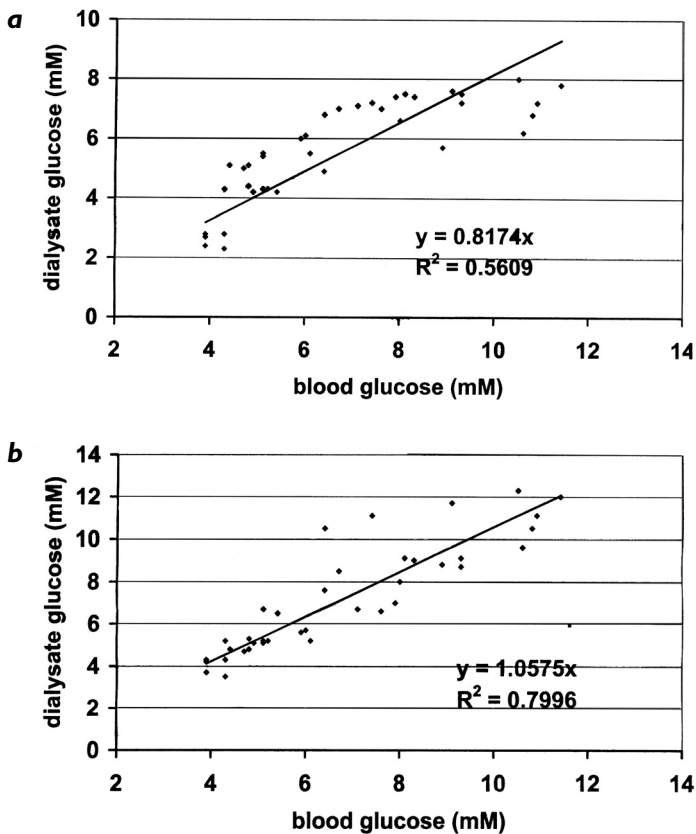 a
10
8
6
4
2
0
dialysate glucose (mM)
y = 0.8174x
R² = 0.5609
2 4 6 8 10 12 14
blood glucose (mM)
b
14
12
10
8
6
4
2
0
dialysate glucose (mM)
y = 1.0575x
R² = 0.7996
2 4 6 8 10 12 14
blood glucose (mM)